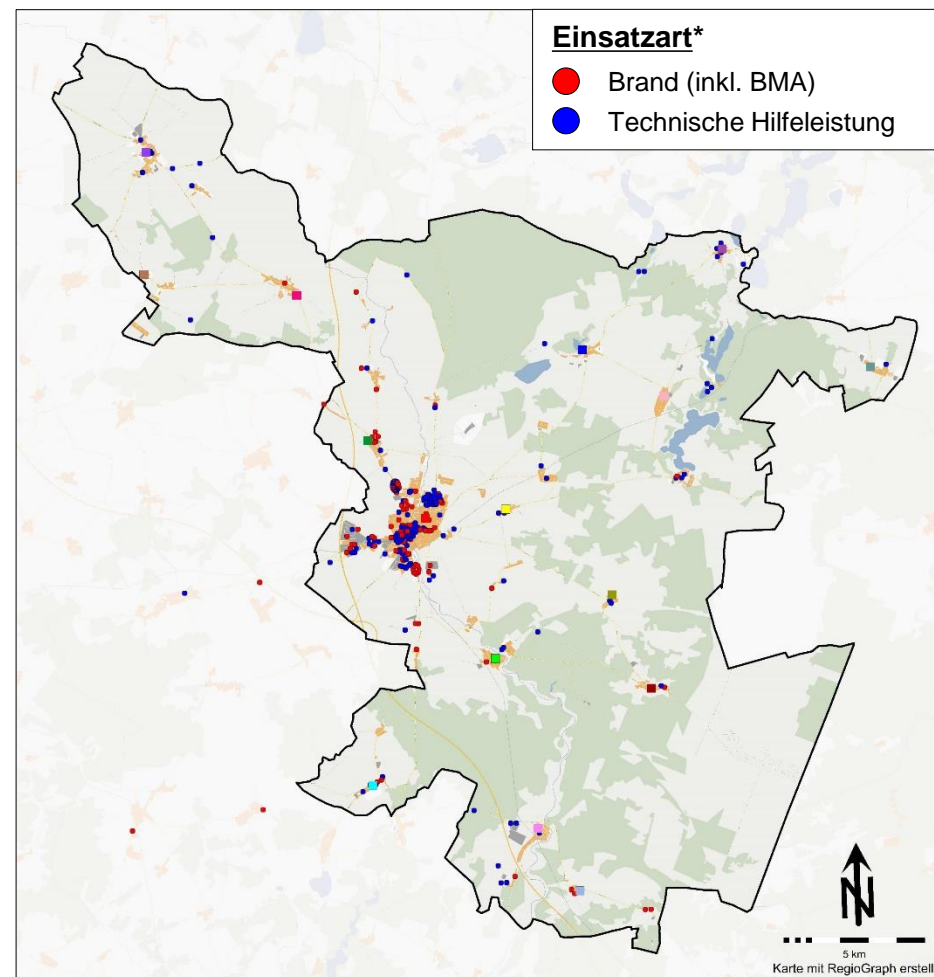 Einsatzart*
Brand (inkl. BMA)
Technische Hilfeleistung
N
5 km
Karte mit RegioGraph erstell